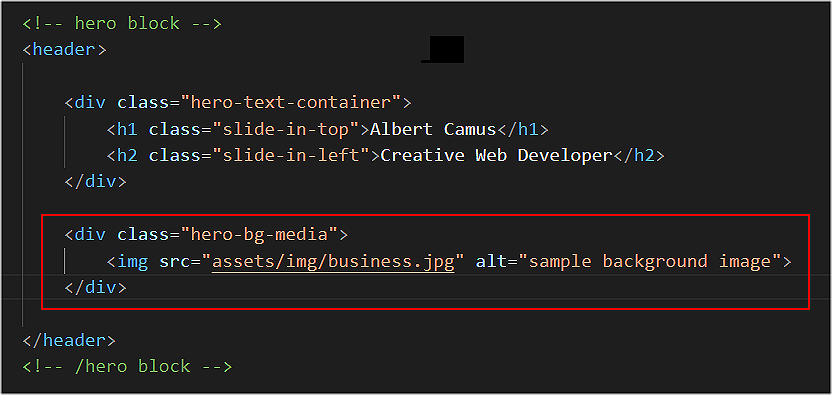 <!-- hero block -->
<header>
<div class="hero-text-container">
<h1 class="slide-in-top">Albert Camus</h1>
<h2 class="slide-in-left">Creative Web Developer</h2>
</div>
<div class="hero-bg-media">
<img src="assets/img/business.jpg" alt="sample background image">
</div>
</header>
<!-- /hero block -->